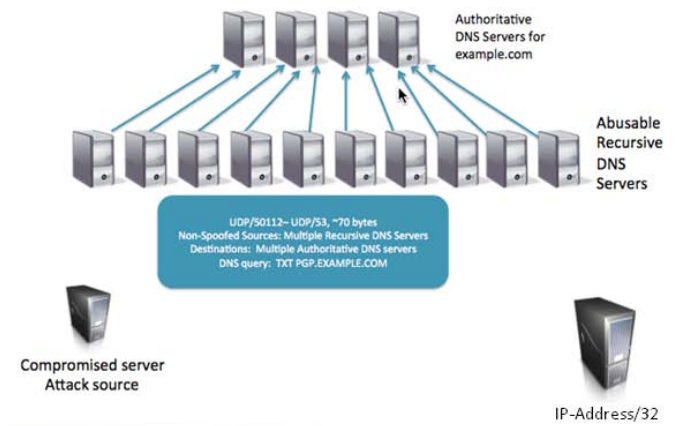 Authoritative
DNS Servers for
example.com
Abusable
Recursive
DNS
Servers
UDP/50112– UDP/53, ~70 bytes
Non-Spoofed Sources: Multiple Recursive DNS Servers
Destinations: Multiple Authoritative DNS servers
DNS query: TXT PGP.EXAMPLE.COM
Compromised server
Attack source
IP-Address/32